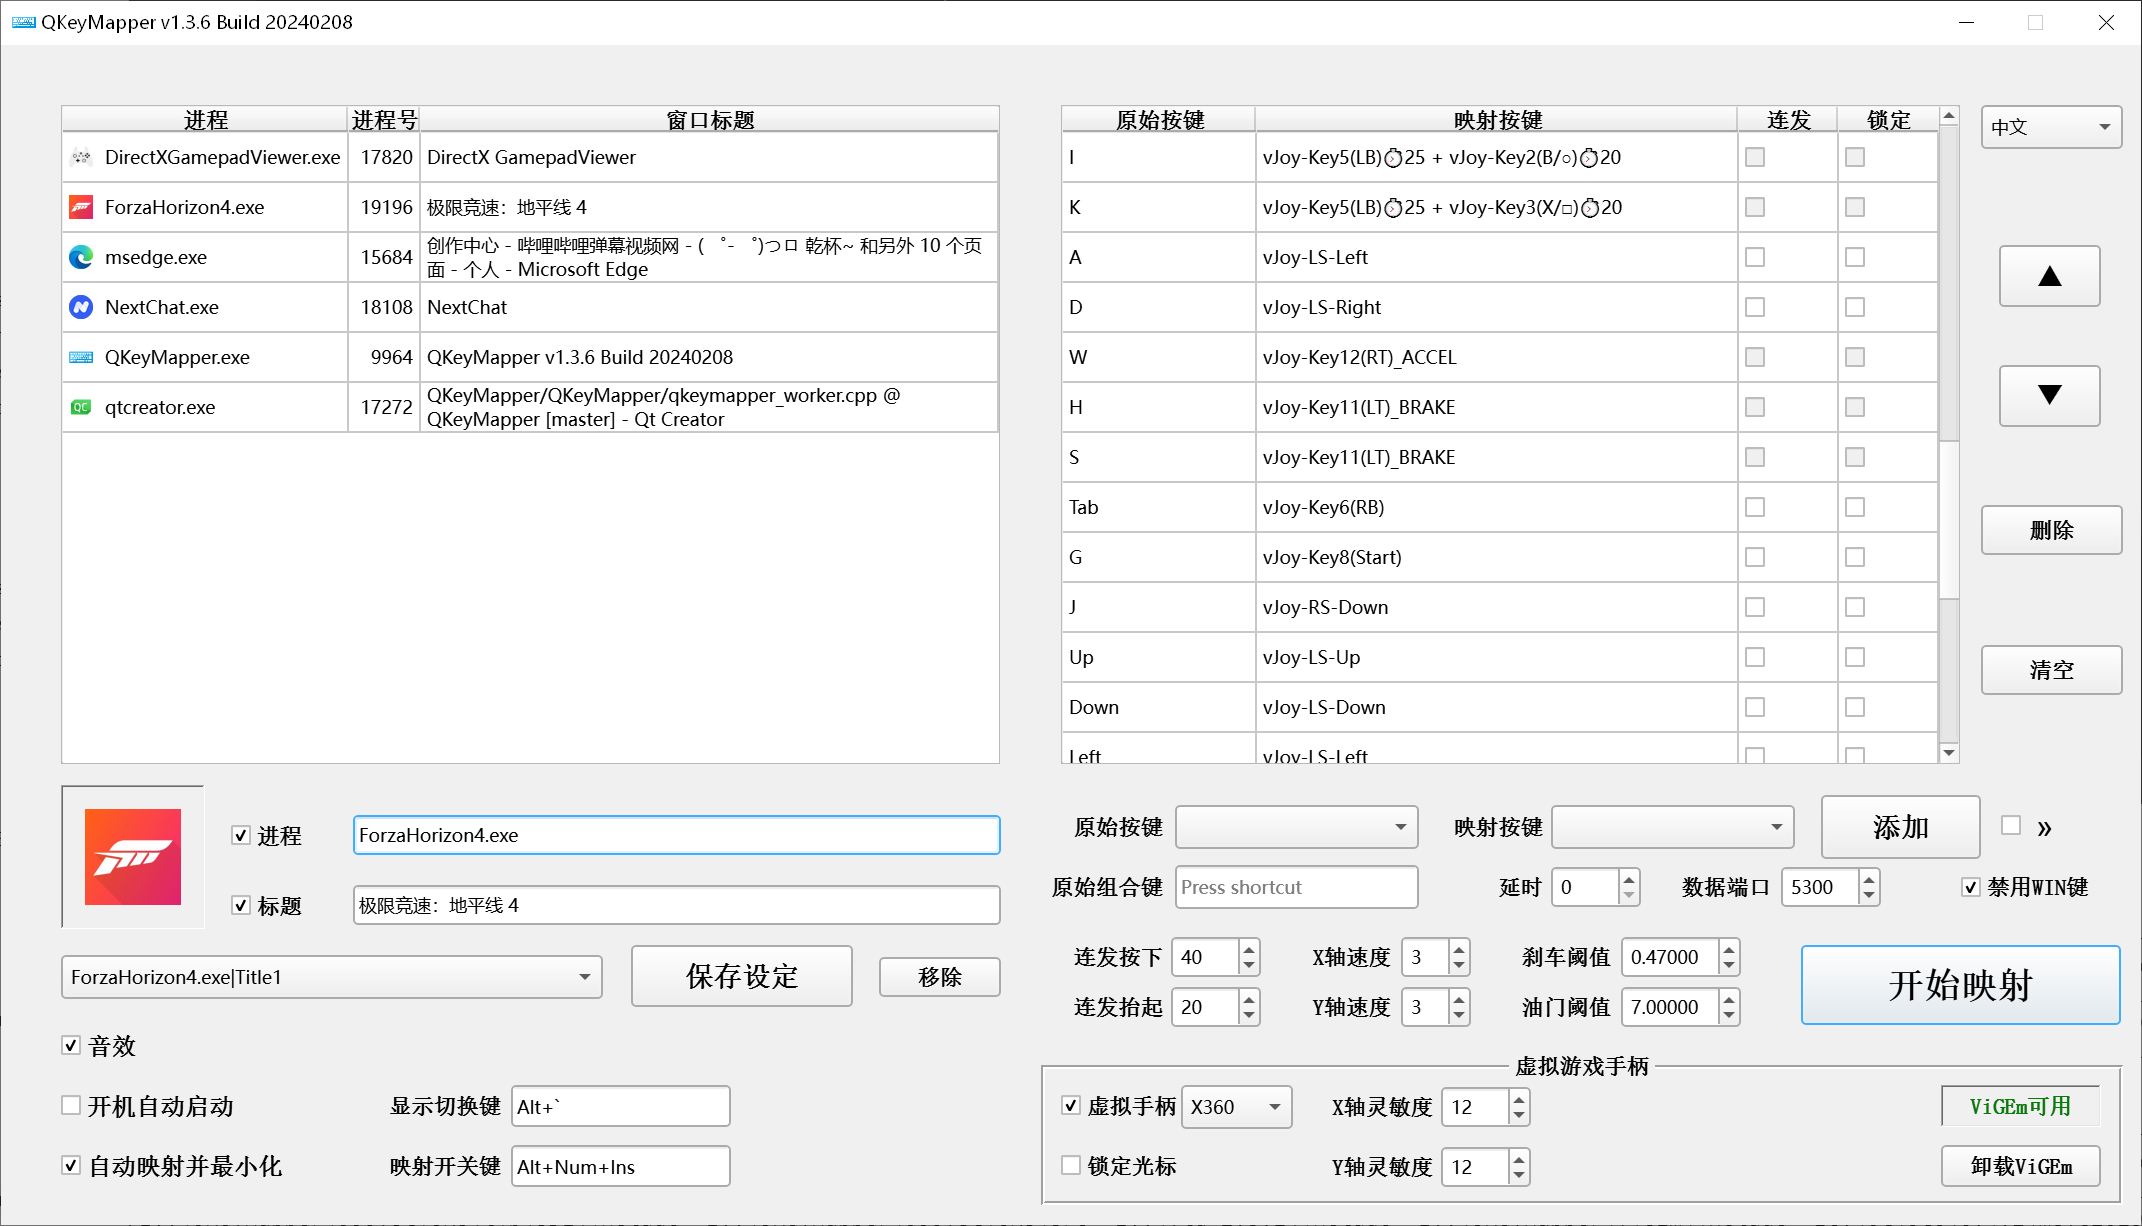 QKeyMapper v1.3.6 Build 20240208
进程 进程号 窗口标题
DirectXGamepadViewer.exe 17820 DirectX GamepadViewer
ForzaHorizon4.exe 19196 极限竞速：地平线 4
msedge.exe 15684 创作中心 - 哔哩哔哩弹幕视频网 - ( ゜- ゜)つロ 乾杯~ 和另外 10 个页
面 - 个人 - Microsoft Edge
NextChat.exe 18108 NextChat
QKeyMapper.exe 9964 QKeyMapper v1.3.6 Build 20240208
qtcreator.exe 17272 QKeyMapper/QKeyMapper/qkeymapper_worker.cpp @
QKeyMapper [master] - Qt Creator
原始按键 映射按键 连发 锁定
I vJoy-Key5(LB)⏱25 + vJoy-Key2(B/○)⏱20
K vJoy-Key5(LB)⏱25 + vJoy-Key3(X/□)⏱20
A vJoy-LS-Left
D vJoy-LS-Right
W vJoy-Key12(RT)_ACCEL
H vJoy-Key11(LT)_BRAKE
S vJoy-Key11(LT)_BRAKE
Tab vJoy-Key6(RB)
G vJoy-Key8(Start)
J vJoy-RS-Down
Up vJoy-LS-Up
Down vJoy-LS-Down
Left vJoy-LS-Left
中文
▲
▼
删除
清空
进程 ForzaHorizon4.exe
标题 极限竞速：地平线 4
ForzaHorizon4.exe|Title1 保存设定 移除
音效
开机自动启动 显示切换键 Alt+`
自动映射并最小化 映射开关键 Alt+Num+Ins
原始按键 映射按键 添加 »
原始组合键 Press shortcut 延时 0 数据端口 5300 禁用WIN键
连发按下 40 X轴速度 3 刹车阈值 0.47000
连发抬起 20 Y轴速度 3 油门阈值 7.00000
开始映射
虚拟游戏手柄
虚拟手柄 X360 X轴灵敏度 12 ViGEm可用
锁定光标 Y轴灵敏度 12 卸载ViGEm